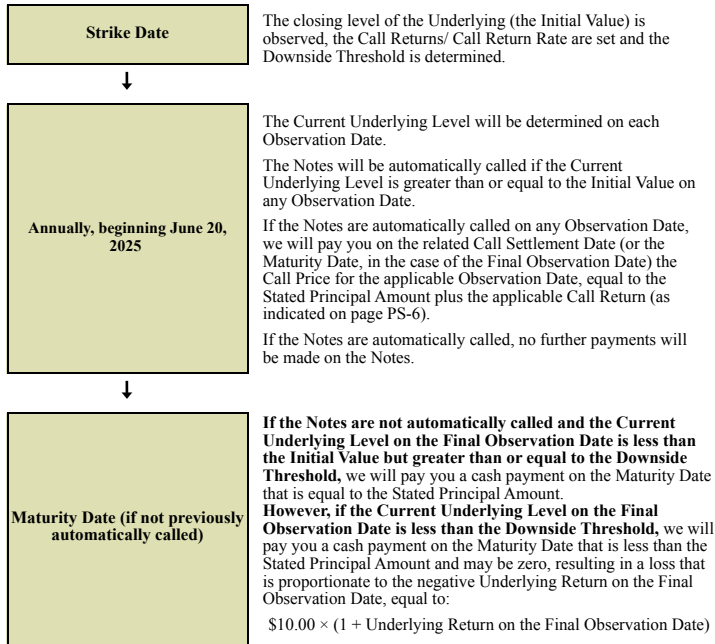 Strike Date
The closing level of the Underlying (the Initial Value) is
observed, the Call Returns/ Call Return Rate are set and the
Downside Threshold is determined.
Annually, beginning June 20,
2025
The Current Underlying Level will be determined on each
Observation Date.
The Notes will be automatically called if the Current
Underlying Level is greater than or equal to the Initial Value on
any Observation Date.
If the Notes are automatically called on any Observation Date,
we will pay you on the related Call Settlement Date (or the
Maturity Date, in the case of the Final Observation Date) the
Call Price for the applicable Observation Date, equal to the
Stated Principal Amount plus the applicable Call Return (as
indicated on page PS-6).
If the Notes are automatically called, no further payments will
be made on the Notes.
Maturity Date (if not previously
automatically called)
If the Notes are not automatically called and the Current
Underlying Level on the Final Observation Date is less than
the Initial Value but greater than or equal to the Downside
Threshold, we will pay you a cash payment on the Maturity Date
that is equal to the Stated Principal Amount.
However, if the Current Underlying Level on the Final
Observation Date is less than the Downside Threshold, we will
pay you a cash payment on the Maturity Date that is less than the
Stated Principal Amount and may be zero, resulting in a loss that
is proportionate to the negative Underlying Return on the Final
Observation Date, equal to:
$10.00 × (1 + Underlying Return on the Final Observation Date)